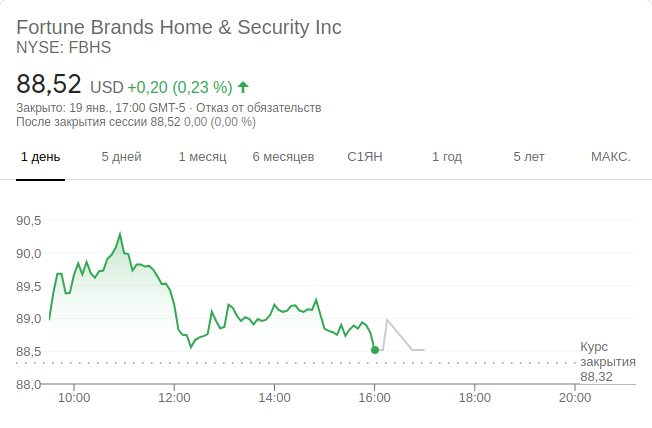 Fortune Brands Home & Security Inc
NYSE: FBHS
88,52 USD +0,20 (0,23 %)
Закрыто: 19 янв., 17:00 GMT-5 · Отказ от обязательств
После закрытия сессии 88,52 0,00 (0,00 %)
1 день 5 дней 1 месяц 6 месяцев С1ЯН 1 год 5 лет МАКС.
90,5
90,0
89,5
89,0
88,5
88,0
Курс
закрытия
88,32
10:00 12:00 14:00 16:00 18:00 20:00